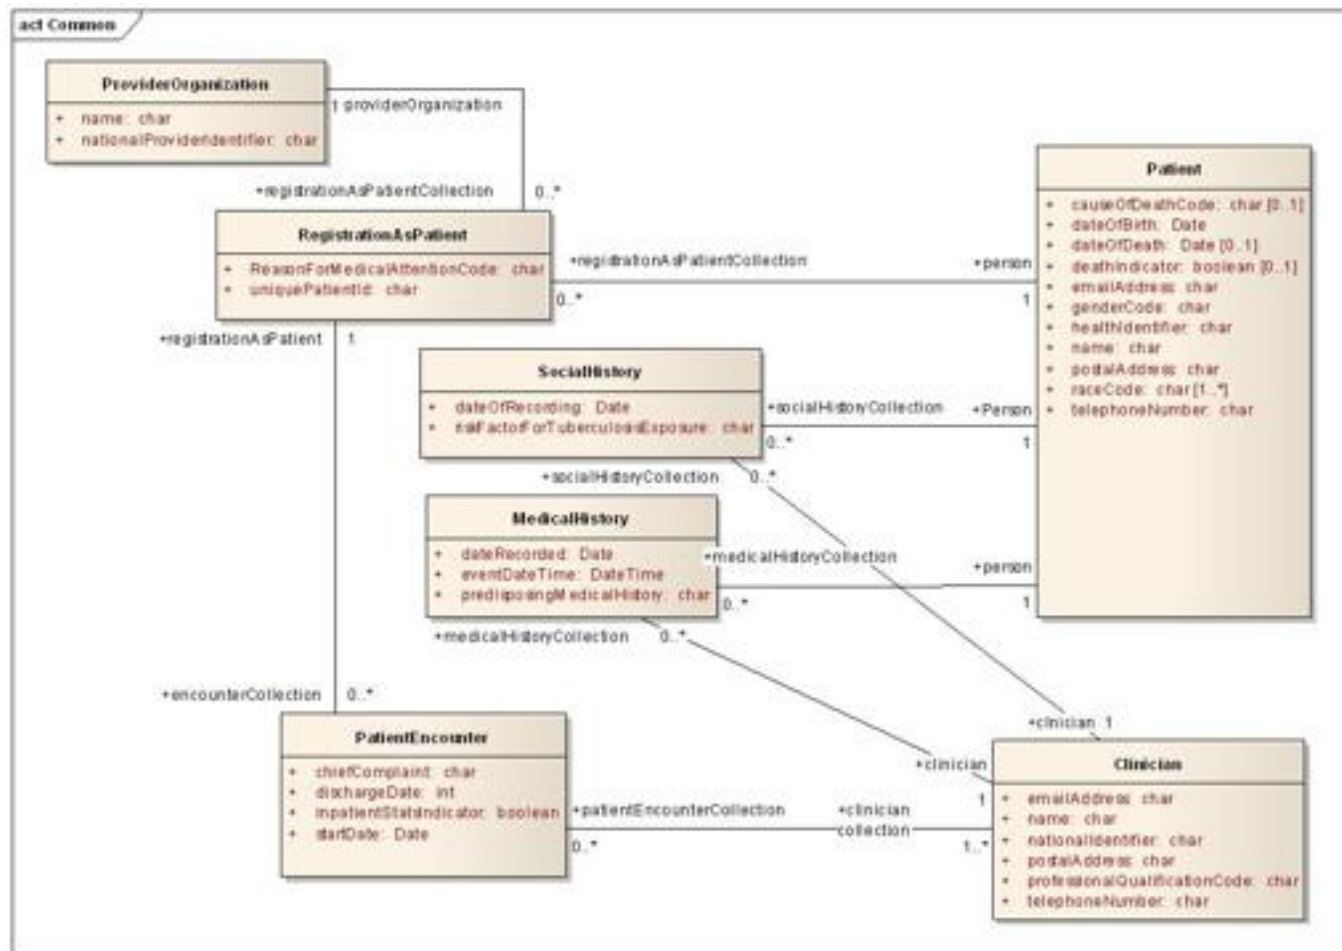 act Common
ProviderOrganization
+ name: char
+ nationalProviderIdentifier: char
1 providerOrganization
+registrationAsPatientCollection 0..*
RegistrationAsPatient
+ ReasonForMedicalAttentionCode: char
+ uniquePatientId: char
+registrationAsPatientCollection
0..*
+person
1
Patient
+ causeOfDeathCode: char [0..1]
+ dateOfBirth: Date
+ dateOfDeath: Date [0..1]
+ deathIndicator: boolean [0..1]
+ emailAddress: char
+ genderCode: char
+ healthIdentifier: char
+ name: char
+ postalAddress: char
+ raceCode: char [1..*]
+ telephoneNumber: char
+registrationAsPatient 1
SocialHistory
+ dateOfRecording: Date
+ riskFactorForTuberculosisExposure: char
+socialHistoryCollection
0..*
+Person
1
+socialHistoryCollection 0..*
MedicalHistory
+ dateRecorded: Date
+ eventDateTime: DateTime
+ predisposingMedicalHistory: char
+medicalHistoryCollection
0..*
+person
1
+medicalHistoryCollection 0..*
+encounterCollection 0..*
PatientEncounter
+ chiefComplaint: char
+ dischargeDate: int
+ inpatientStatsIndicator: boolean
+ startDate: Date
+patientEncounterCollection
0..*
+clinician
collection
1..*
+clinician
1
+clinician 1
Clinician
+ emailAddress: char
+ name: char
+ nationalIdentifier: char
+ postalAddress: char
+ professionalQualificationCode: char
+ telephoneNumber: char